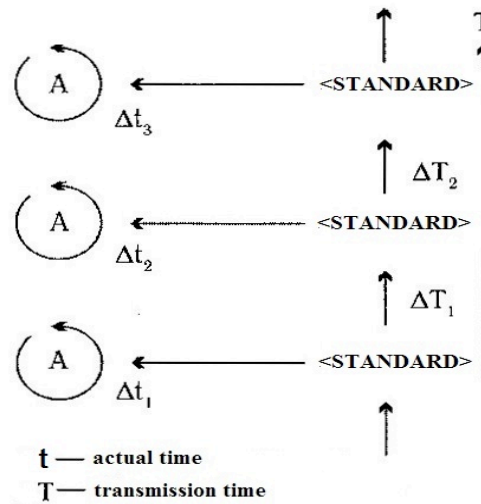 T
A <STANDARD>
Δt₃
ΔT₂
A <STANDARD>
Δt₂
ΔT₁
A <STANDARD>
Δt₁
t — actual time
T — transmission time